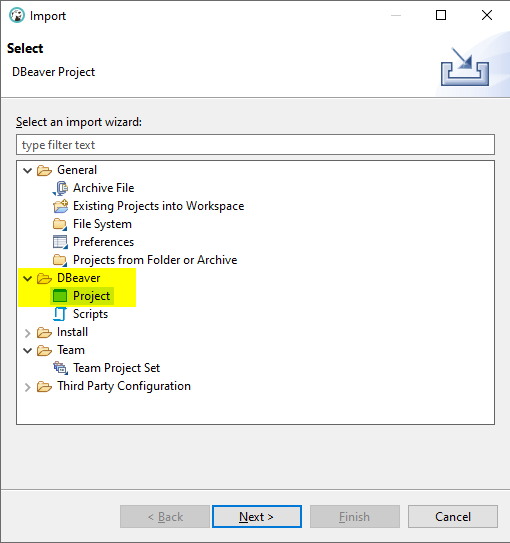 Import
Select
DBeaver Project
Select an import wizard:
type filter text
General
Archive File
Existing Projects into Workspace
File System
Preferences
Projects from Folder or Archive
DBeaver
Project
Scripts
Install
Team
Team Project Set
Third Party Configuration
< Back
Next >
Finish
Cancel